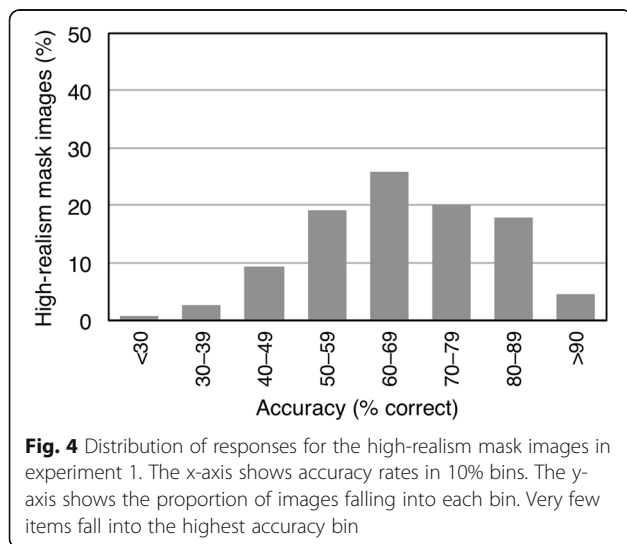 50
40
30
20
10
0
High-realism mask images (%)
<30
30–39
40–49
50–59
60–69
70–79
80–89
>90
Accuracy (% correct)
Fig. 4 Distribution of responses for the high-realism mask images in
experiment 1. The x-axis shows accuracy rates in 10% bins. The y-
axis shows the proportion of images falling into each bin. Very few
items fall into the highest accuracy bin